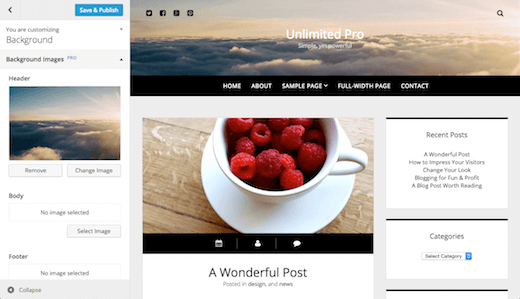 Save & Publish
You are customizing
Background
Background Images PRO
Header
Remove
Change Image
Body
No image selected
Select Image
Footer
No image selected
Collapse
Unlimited Pro
Simple, yet powerful
HOME ABOUT SAMPLE PAGE FULL-WIDTH PAGE CONTACT
A Wonderful Post
Posted in design, and news
Recent Posts
A Wonderful Post
How to Impress Your Visitors
Change Your Look
Blogging for Fun & Profit
A Blog Post Worth Reading
Categories
Select Category